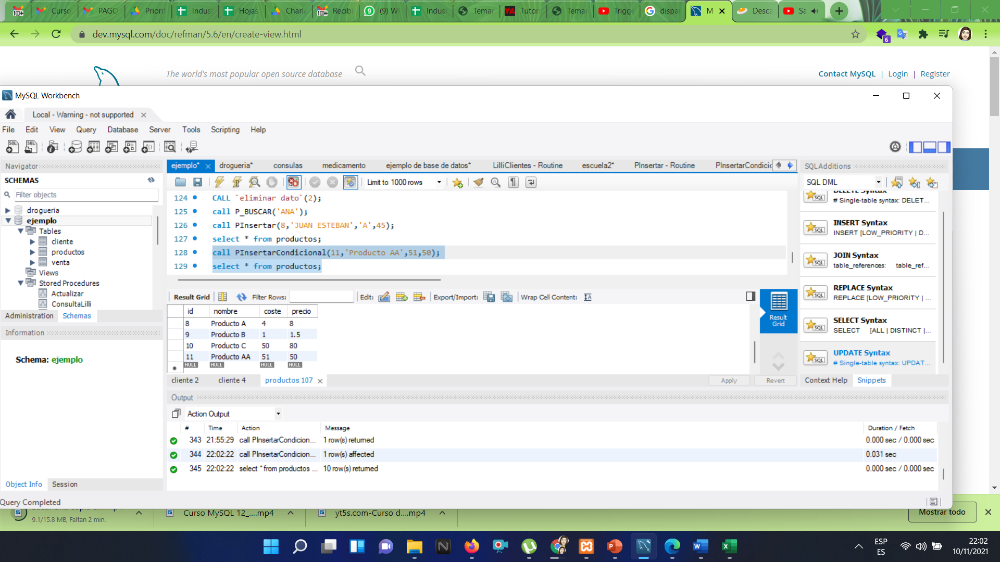 Curso
PAGO
Priorit
Indust
Hojas
Charla
Recibi
(9) W
Indust
Temar
Tutori
Temar
Trigge
dispar
M
Desca
Sa
dev.mysql.com/doc/refman/5.6/en/create-view.html
6
The world's most popular open source database
Contact MySQL | Login | Register
MySQL Workbench
Local - Warning - not supported
File Edit View Query Database Server Tools Scripting Help
Navigator
SCHEMAS
Filter objects
drogueria
ejemplo
Tables
cliente
productos
venta
Views
Stored Procedures
Actualizar
ConsultaLilli
Administration Schemas
Information
Schema: ejemplo
Object Info Session
Query Completed
ejemplo* drogueria* consulas medicamento ejemplo de base de datos* LilliClientes - Routine escuela2* PInsertar - Routine PInsertarCondicio
Limit to 1000 rows
124 CALL `eliminar dato`(2);
125 call P_BUSCAR('ANA');
126 call PInsertar(8,'JUAN ESTEBAN','A',45);
127 select * from productos;
128 call PInsertarCondicional(11,'Producto AA',51,50);
129 select * from productos;
Result Grid Filter Rows: Edit: Export/Import: Wrap Cell Content:
id nombre coste precio
8 Producto A 4 8
9 Producto B 1 1.5
10 Producto C 50 80
11 Producto AA 51 50
NULL NULL NULL NULL
Result Grid
cliente 2 cliente 4 productos 107
Apply Revert
Output
Action Output
# Time Action Message Duration / Fetch
343 21:55:29 call PInsertarCondicion... 1 row(s) returned 0.000 sec / 0.000 sec
344 22:02:22 call PInsertarCondicion... 1 row(s) affected 0.031 sec
345 22:02:22 select * from productos ... 10 row(s) returned 0.000 sec / 0.000 sec
SQLAdditions
SQL DML
DELETE Syntax
# Single-table syntax: DELET...
INSERT Syntax
INSERT [LOW_PRIORITY | D...
JOIN Syntax
table_references: table_ref...
REPLACE Syntax
REPLACE [LOW_PRIORITY | ...
SELECT Syntax
SELECT [ALL | DISTINCT |...
UPDATE Syntax
# Single-table syntax: UPDAT...
Context Help Snippets
9.1/15.8 MB, Faltan 2 min.
Curso MySQL 12_....mp4
yt5s.com-Curso d....mp4
Mostrar todo
ESP
ES
22:02
10/11/2021